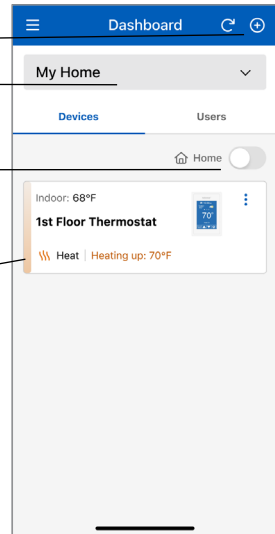 Dashboard
My Home
Devices Users
Home
Indoor: 68°F
1st Floor Thermostat
70°
Heat Heating up: 70°F